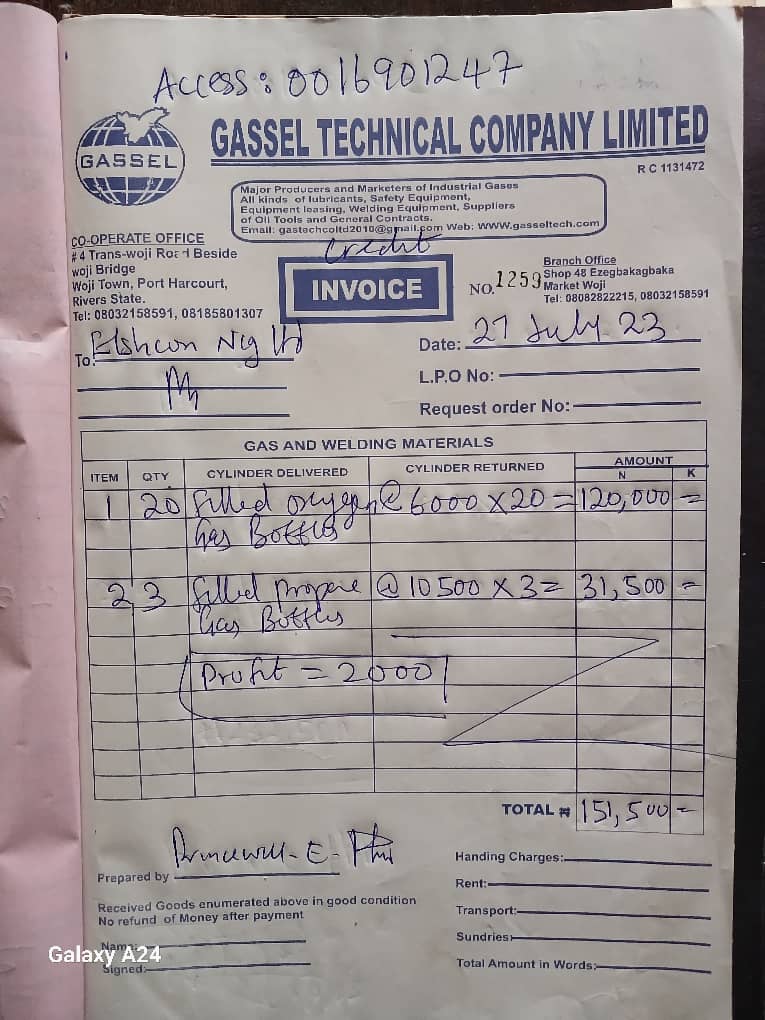 Access: 0016901247
GASSEL
GASSEL TECHNICAL COMPANY LIMITED
R C 1131472
Major Producers and Marketers of Industrial Gases
All kinds of lubricants, Safety Equipment,
Equipment leasing, Welding Equipment, Suppliers
of Oil Tools and General Contracts.
Email: gastechcoltd2010@gmail.com Web: WWW.gasseltech.com
CO-OPERATE OFFICE
# 4 Trans-woji Road Beside
woji Bridge
Woji Town, Port Harcourt,
Rivers State.
Tel: 08032158591, 08185801307
Credit
INVOICE
NO. 1259
Branch Office
Shop 48 Ezegbakagbaka
Market Woji
Tel: 08082822215, 08032158591
To: Elshcon Nig ltd
Date: 27 July 23
L.P.O No:
Request order No:
GAS AND WELDING MATERIALS
ITEM QTY CYLINDER DELIVERED CYLINDER RETURNED AMOUNT
N K
1 20 filled oxygen @ 6000 X 20 = 120,000 =
Gas Bottles
2 3 filled propane @ 10500 X 3 = 31,500 =
Gas Bottles
Profit = 2000
TOTAL ₦ 151,500 =
Prepared by Princewill - E -
Received Goods enumerated above in good condition
No refund of Money after payment
Name:
Signed:
Handing Charges:
Rent:
Transport:
Sundries:
Total Amount in Words:
Galaxy A24